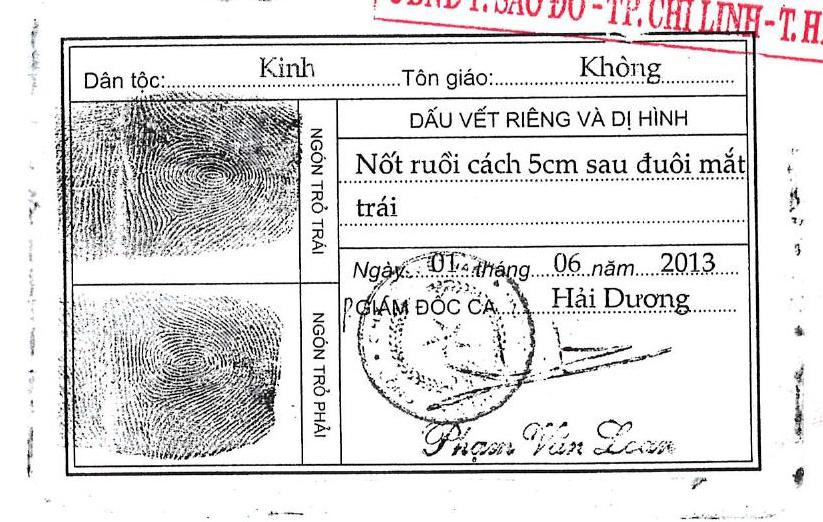 UBND P. SAO ĐỎ - TP. CHÍ LINH - T. H
Dân tộc: Kinh Tôn giáo: Không
NGÓN TRỎ TRÁI
DẤU VẾT RIÊNG VÀ DỊ HÌNH
Nốt ruồi cách 5cm sau đuôi mắt
trái
Ngày 01 tháng 06 năm 2013
P GIÁM ĐỐC CA Hải Dương
NGÓN TRỎ PHẢI
Phạm Văn Loan